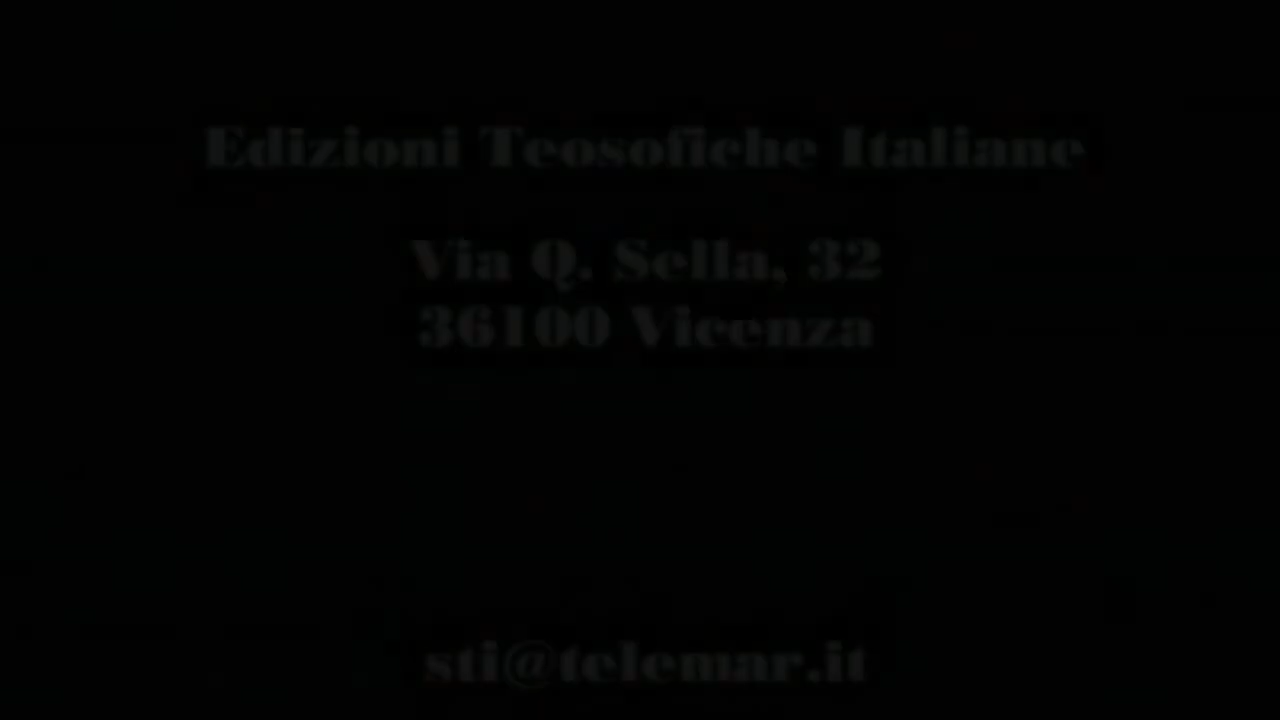 Edizioni Teosofiche Italiane
Via Q. Sella, 32
36100 Vicenza
sti@telemar.it